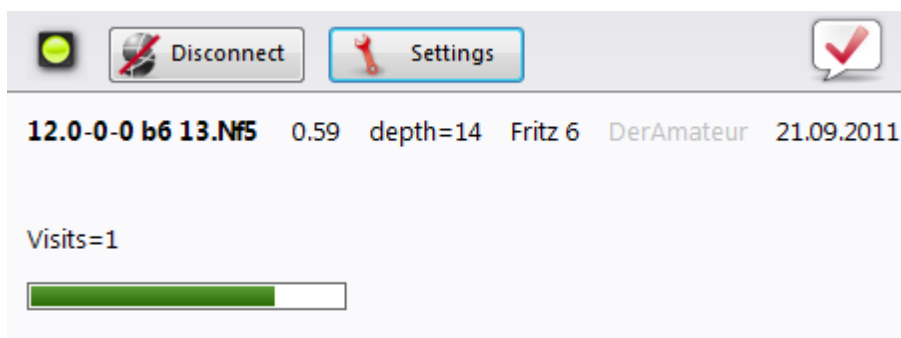 Disconnect Settings
12.0-0-0 b6 13.Nf5 0.59 depth=14 Fritz 6 DerAmateur 21.09.2011
Visits=1